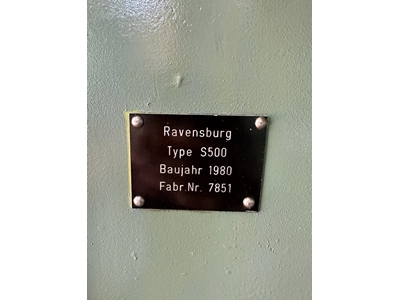 Ravensburg
Type S500
Baujahr 1980
Fabr.Nr. 7851